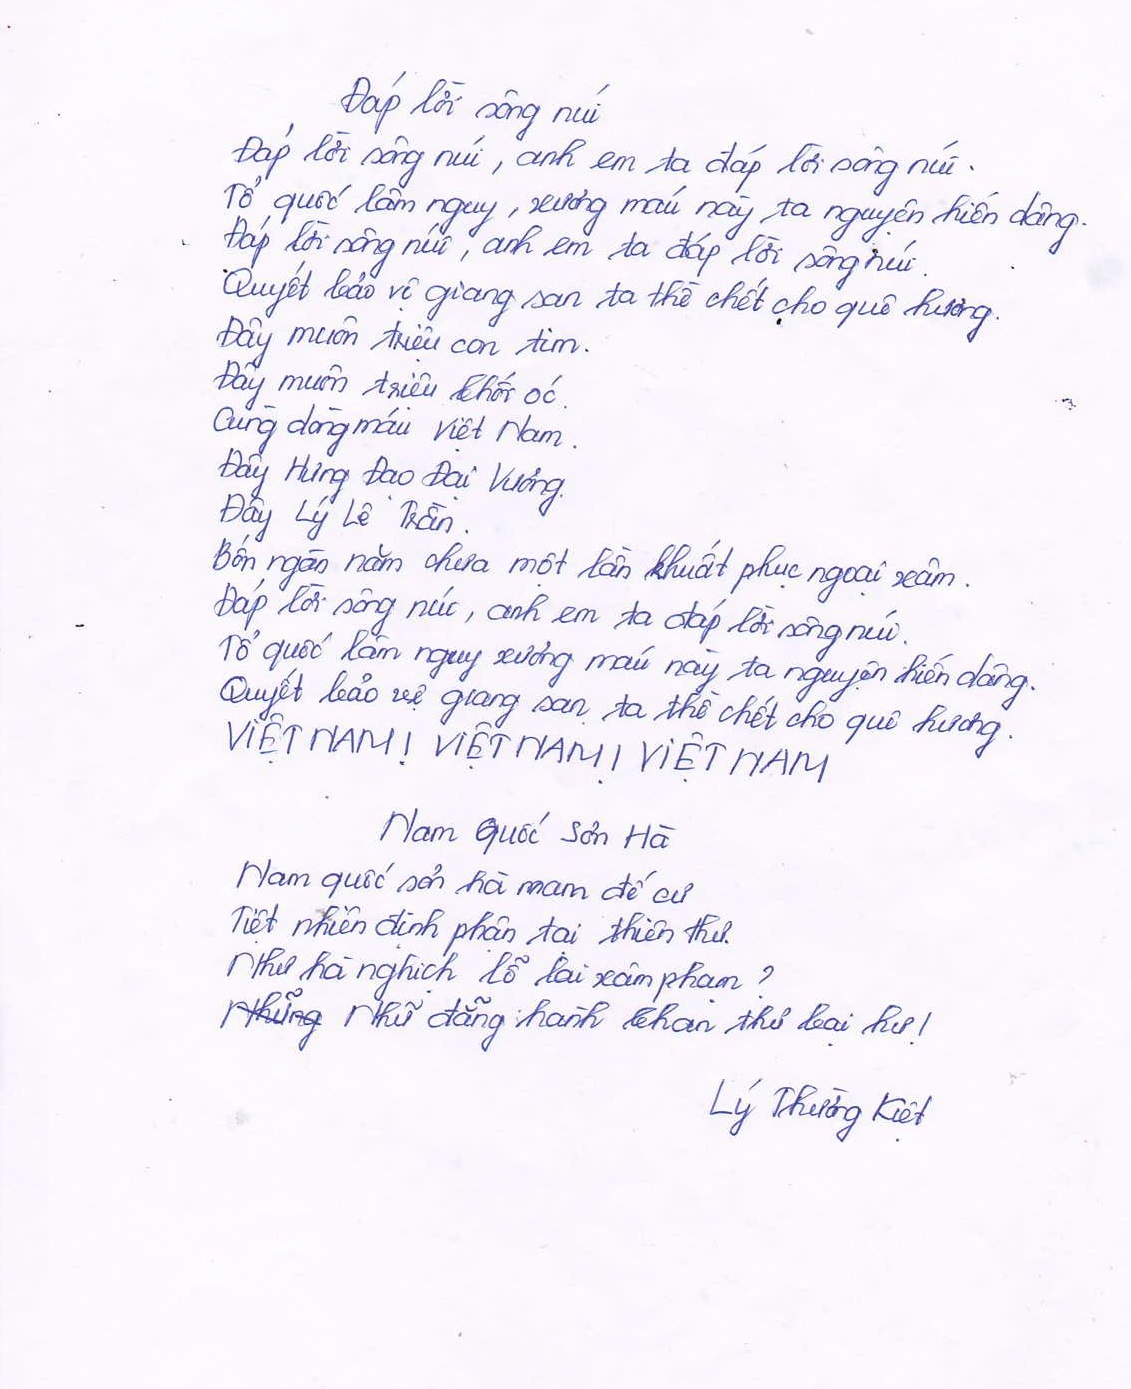 Đáp lời sông núi
Đáp lời sông núi, anh em ta đáp lời sông núi.
Tổ quốc lâm nguy, xương máu này ta nguyện hiến dâng.
Đáp lời sông núi, anh em ta đáp lời sông núi.
Quyết bảo vệ giang san ta thề chết cho quê hương.
Đây muôn triệu con tim.
Đây muôn triệu khối óc.
Cùng dòng máu Việt Nam.
Đây Hưng Đạo Đại Vương.
Đây Lý Lê Trần.
Bốn ngàn năm chưa một lần khuất phục ngoại xâm.
Đáp lời sông núi, anh em ta đáp lời sông núi.
Tổ quốc lâm nguy xương máu này ta nguyện hiến dâng.
Quyết bảo vệ giang san ta thề chết cho quê hương.
VIỆT NAM! VIỆT NAM! VIỆT NAM
Nam Quốc Sơn Hà
Nam quốc sơn hà nam đế cư
Tiệt nhiên định phận tại thiên thư.
Như hà nghịch lỗ lai xâm phạm?
Những Nhữ đẳng hành khan thủ bại hư!
Lý Thường Kiệt